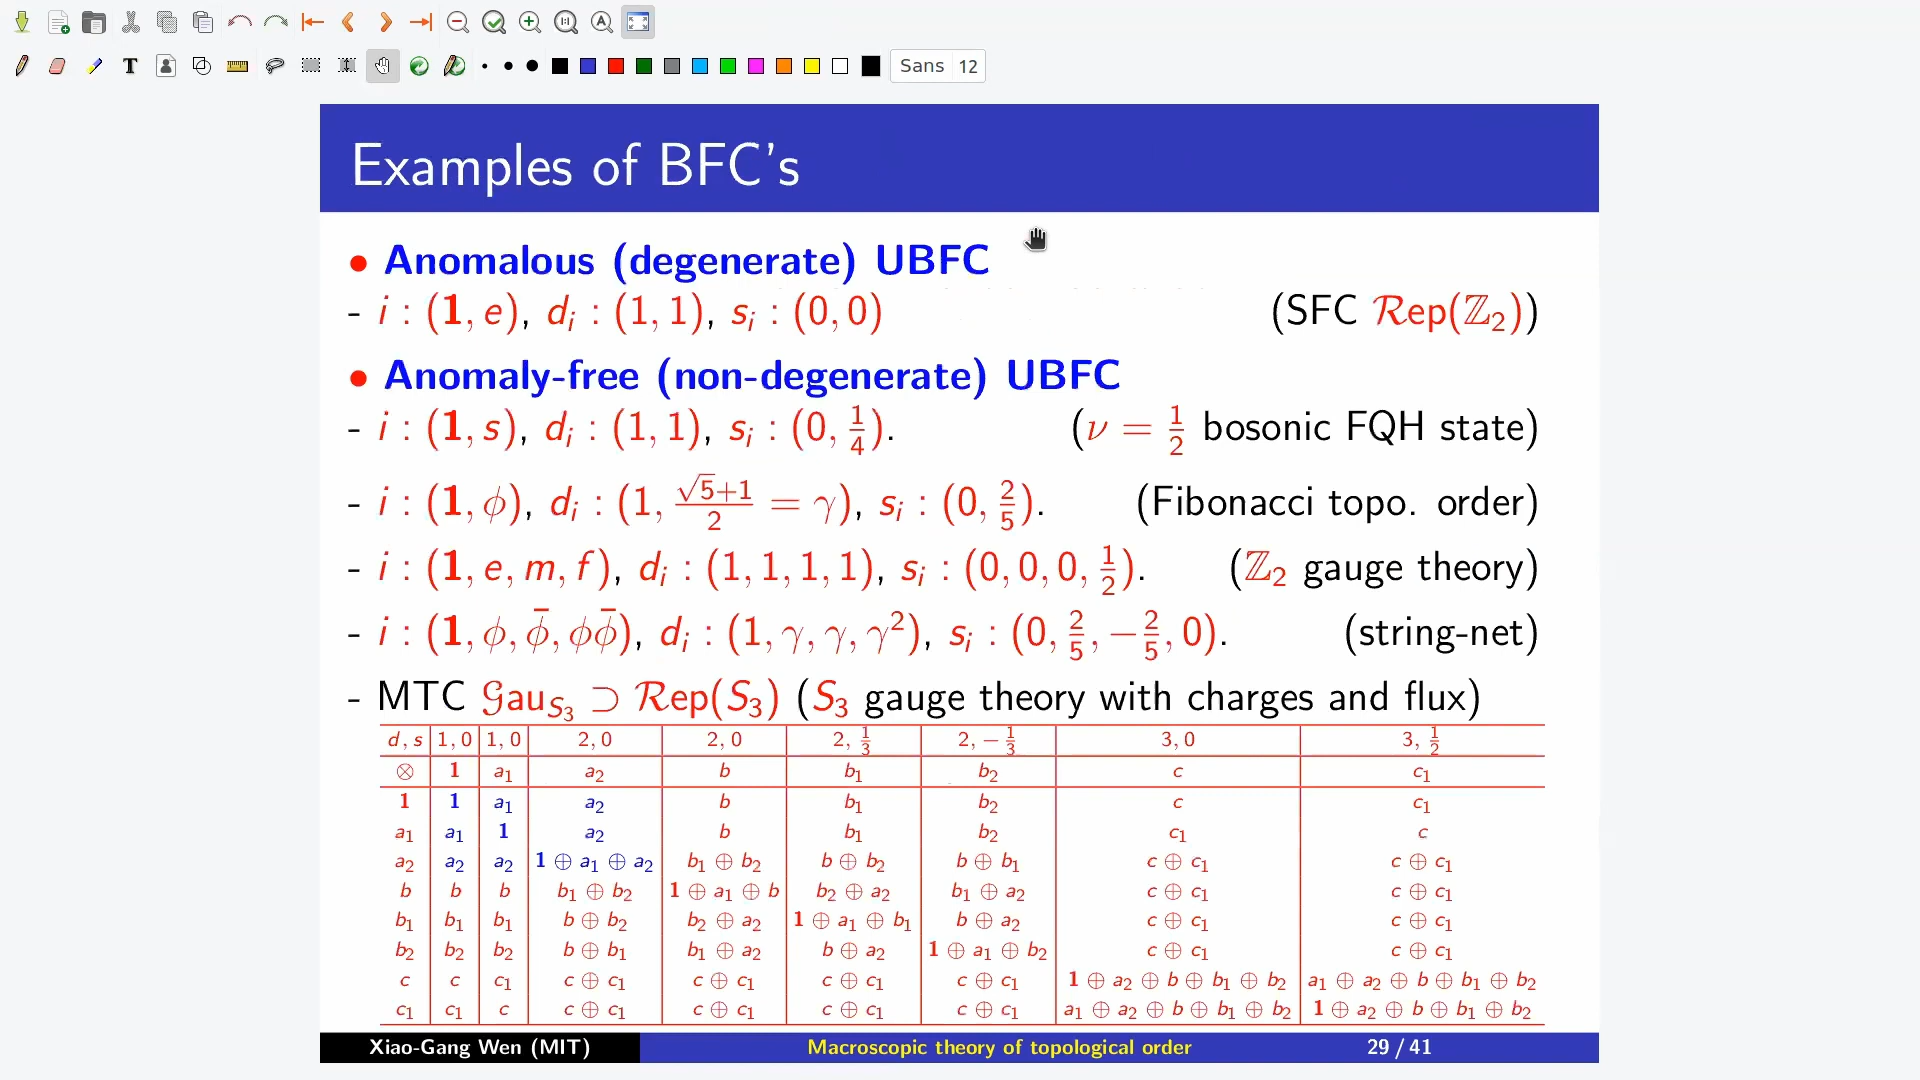 T
Sans 12
Examples of BFC's
• Anomalous (degenerate) UBFC
- i : (1, e), d_i : (1, 1), s_i : (0, 0) (SFC Rep(ℤ₂))
• Anomaly-free (non-degenerate) UBFC
- i : (1, s), d_i : (1, 1), s_i : (0, 1/4). (ν = 1/2 bosonic FQH state)
- i : (1, ϕ), d_i : (1, (√5+1)/2 = γ), s_i : (0, 2/5). (Fibonacci topo. order)
- i : (1, e, m, f), d_i : (1, 1, 1, 1), s_i : (0, 0, 0, 1/2). (ℤ₂ gauge theory)
- i : (1, ϕ, ϕ̄, ϕϕ̄), d_i : (1, γ, γ, γ²), s_i : (0, 2/5, −2/5, 0). (string-net)
- MTC Gau_{S₃} ⊃ Rep(S₃) (S₃ gauge theory with charges and flux)
d, s 1, 0 1, 0 2, 0 2, 0 2, 1/3 2, −1/3 3, 0 3, 1/2
⊗ 1 a₁ a₂ b b₁ b₂ c c₁
1 1 a₁ a₂ b b₁ b₂ c c₁
a₁ a₁ 1 a₂ b b₁ b₂ c₁ c
a₂ a₂ a₂ 1 ⊕ a₁ ⊕ a₂ b₁ ⊕ b₂ b ⊕ b₂ b ⊕ b₁ c ⊕ c₁ c ⊕ c₁
b b b b₁ ⊕ b₂ 1 ⊕ a₁ ⊕ b b₂ ⊕ a₂ b₁ ⊕ a₂ c ⊕ c₁ c ⊕ c₁
b₁ b₁ b₁ b ⊕ b₂ b₂ ⊕ a₂ 1 ⊕ a₁ ⊕ b₁ b ⊕ a₂ c ⊕ c₁ c ⊕ c₁
b₂ b₂ b₂ b ⊕ b₁ b₁ ⊕ a₂ b ⊕ a₂ 1 ⊕ a₁ ⊕ b₂ c ⊕ c₁ c ⊕ c₁
c c c₁ c ⊕ c₁ c ⊕ c₁ c ⊕ c₁ c ⊕ c₁ 1 ⊕ a₂ ⊕ b ⊕ b₁ ⊕ b₂ a₁ ⊕ a₂ ⊕ b ⊕ b₁ ⊕ b₂
c₁ c₁ c c ⊕ c₁ c ⊕ c₁ c ⊕ c₁ c ⊕ c₁ a₁ ⊕ a₂ ⊕ b ⊕ b₁ ⊕ b₂ 1 ⊕ a₂ ⊕ b ⊕ b₁ ⊕ b₂
Xiao-Gang Wen (MIT) Macroscopic theory of topological order 29 / 41